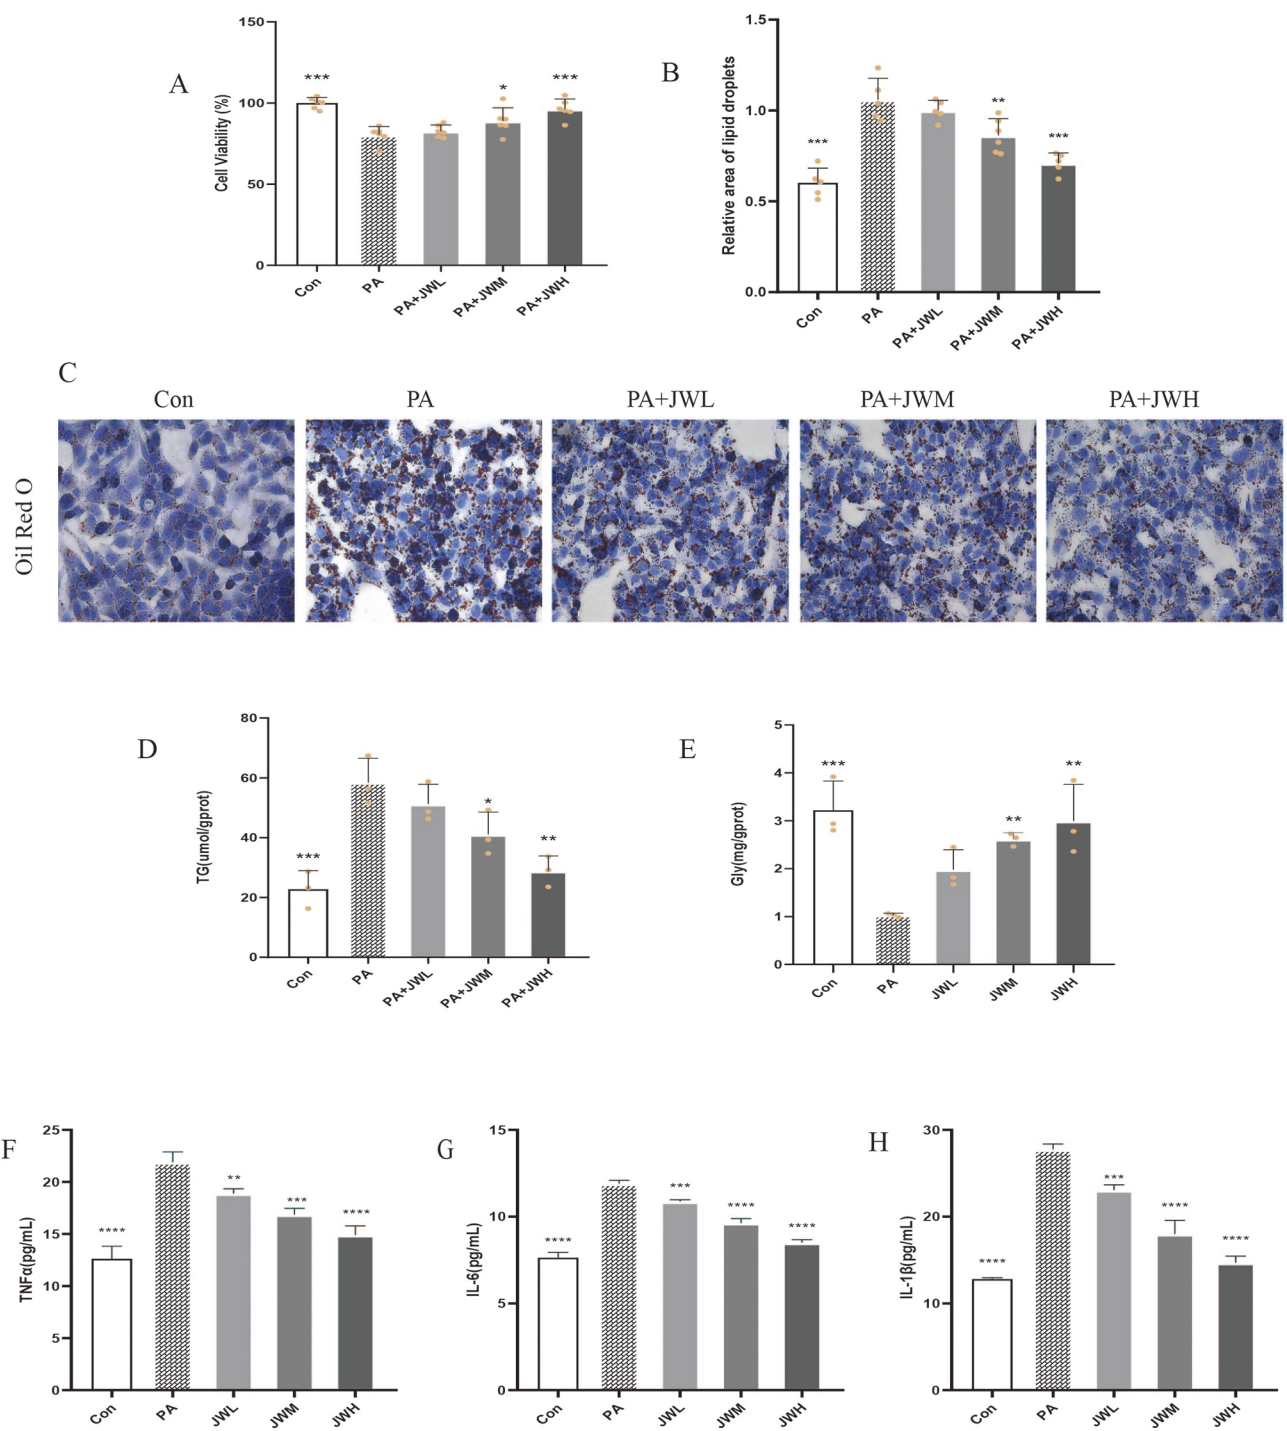 A
Cell Viability (%)
150
100
50
0
***
*
***
Con
PA
PA+JWL
PA+JWM
PA+JWH
B
Relative area of lipid droplets
1.5
1.0
0.5
0.0
***
**
***
Con
PA
PA+JWL
PA+JWM
PA+JWH
C
Con
PA
PA+JWL
PA+JWM
PA+JWH
Oil Red O
D
TG(umol/gprot)
80
60
40
20
0
***
*
**
Con
PA
PA+JWL
PA+JWM
PA+JWH
E
Gly(mg/gprot)
5
4
3
2
1
0
***
**
**
Con
PA
JWL
JWM
JWH
F
TNFα(pg/mL)
25
20
15
10
5
0
****
**
***
****
Con
PA
JWL
JWM
JWH
G
IL-6(pg/mL)
15
10
5
0
****
***
****
****
Con
PA
JWL
JWM
JWH
H
IL-1β(pg/mL)
30
20
10
0
****
***
****
****
Con
PA
JWL
JWM
JWH